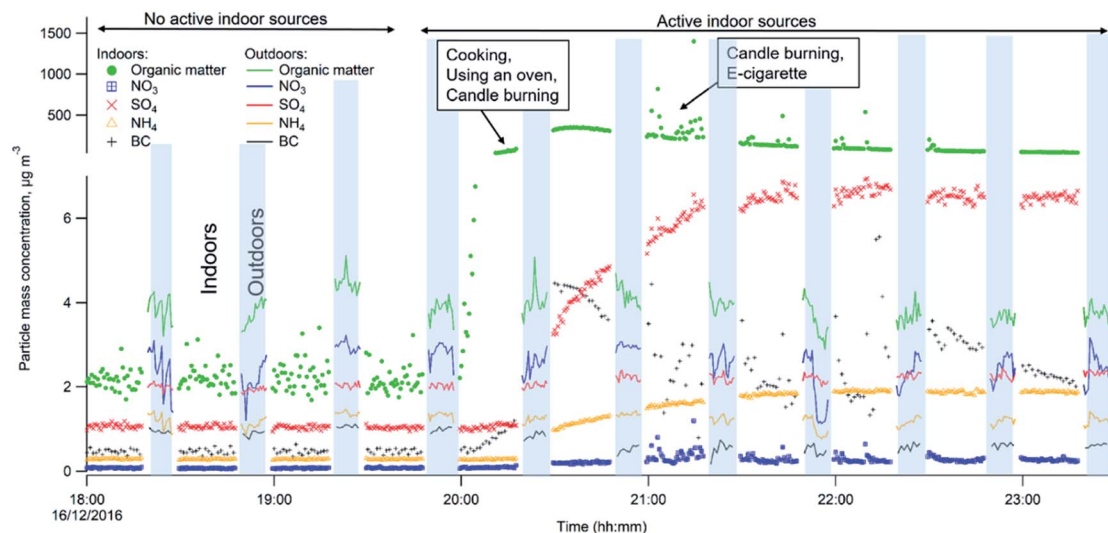 No active indoor sources
Active indoor sources
1500
1000
500
6
4
2
0
Particle mass concentration, µg m-3
Indoors:
Organic matter
NO3
SO4
NH4
BC
Outdoors:
Organic matter
NO3
SO4
NH4
BC
Cooking,
Using an oven,
Candle burning
Candle burning,
E-cigarette
Indoors
Outdoors
18:00
19:00
20:00
21:00
22:00
23:00
16/12/2016
Time (hh:mm)